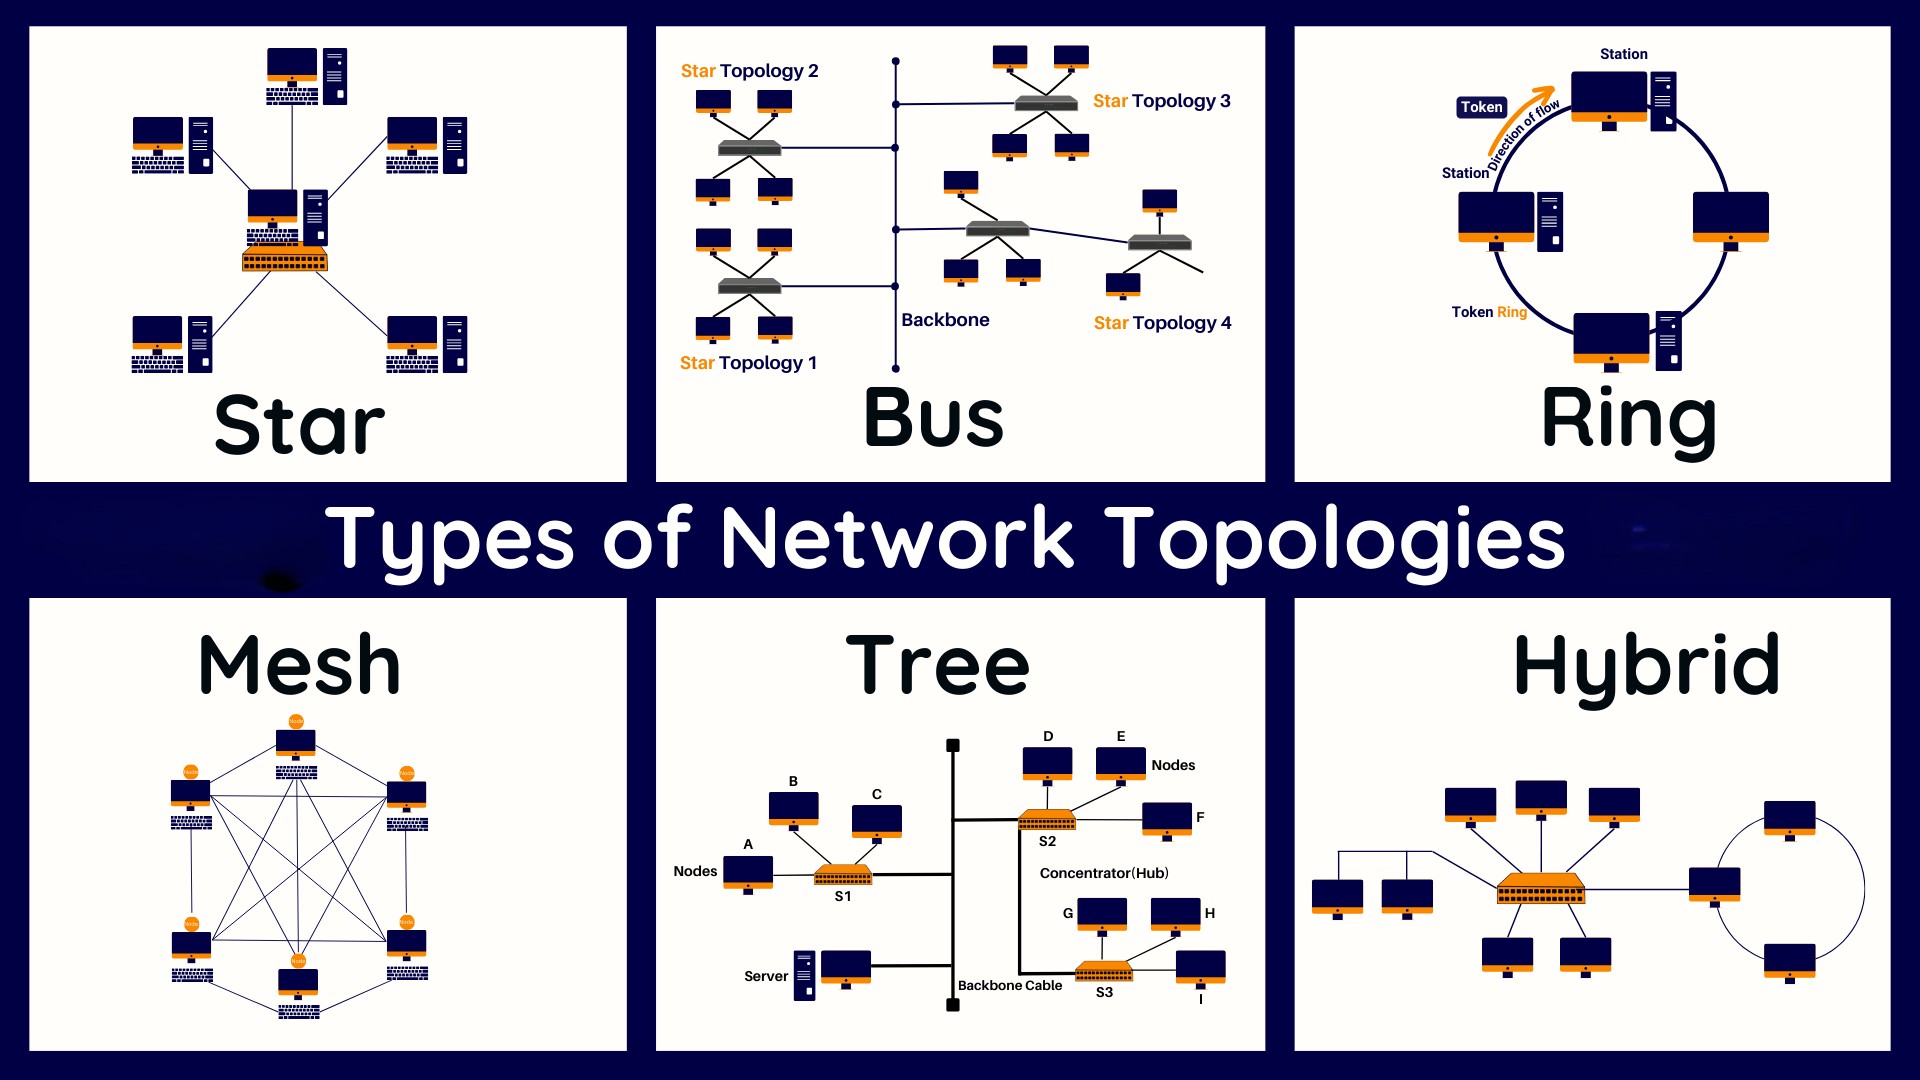 Star
Star Topology 2
Star Topology 3
Backbone
Star Topology 4
Star Topology 1
Bus
Station
Token
Direction of flow
Station
Token Ring
Ring
Types of Network Topologies
Mesh
Node
Node
Node
Node
Node
Node
Tree
D
E
Nodes
B
C
F
A
S2
Nodes
Concentrator(Hub)
S1
G
H
Server
Backbone Cable
S3
I
Hybrid